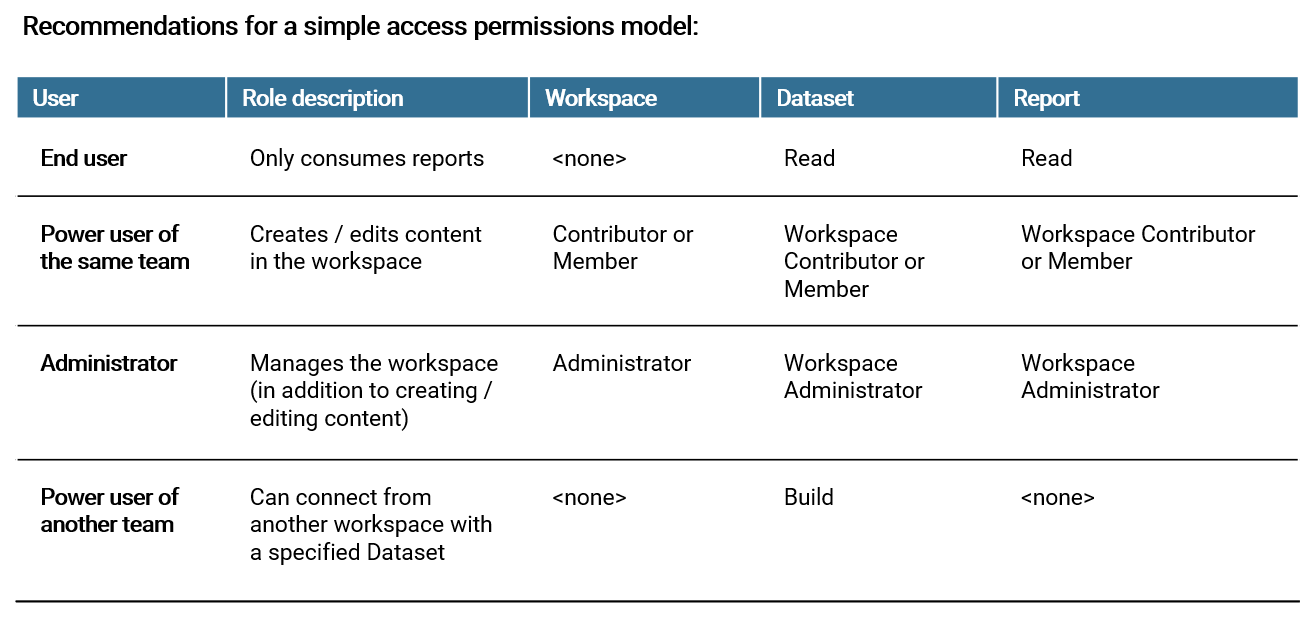 Recommendations for a simple access permissions model:
User Role description Workspace Dataset Report
End user Only consumes reports <none> Read Read
Power user of Creates / edits content Contributor or Workspace Workspace Contributor
the same team in the workspace Member Contributor or or Member
Member
Administrator Manages the workspace Administrator Workspace Workspace
(in addition to creating / Administrator Administrator
editing content)
Power user of Can connect from <none> Build <none>
another team another workspace with
a specified Dataset